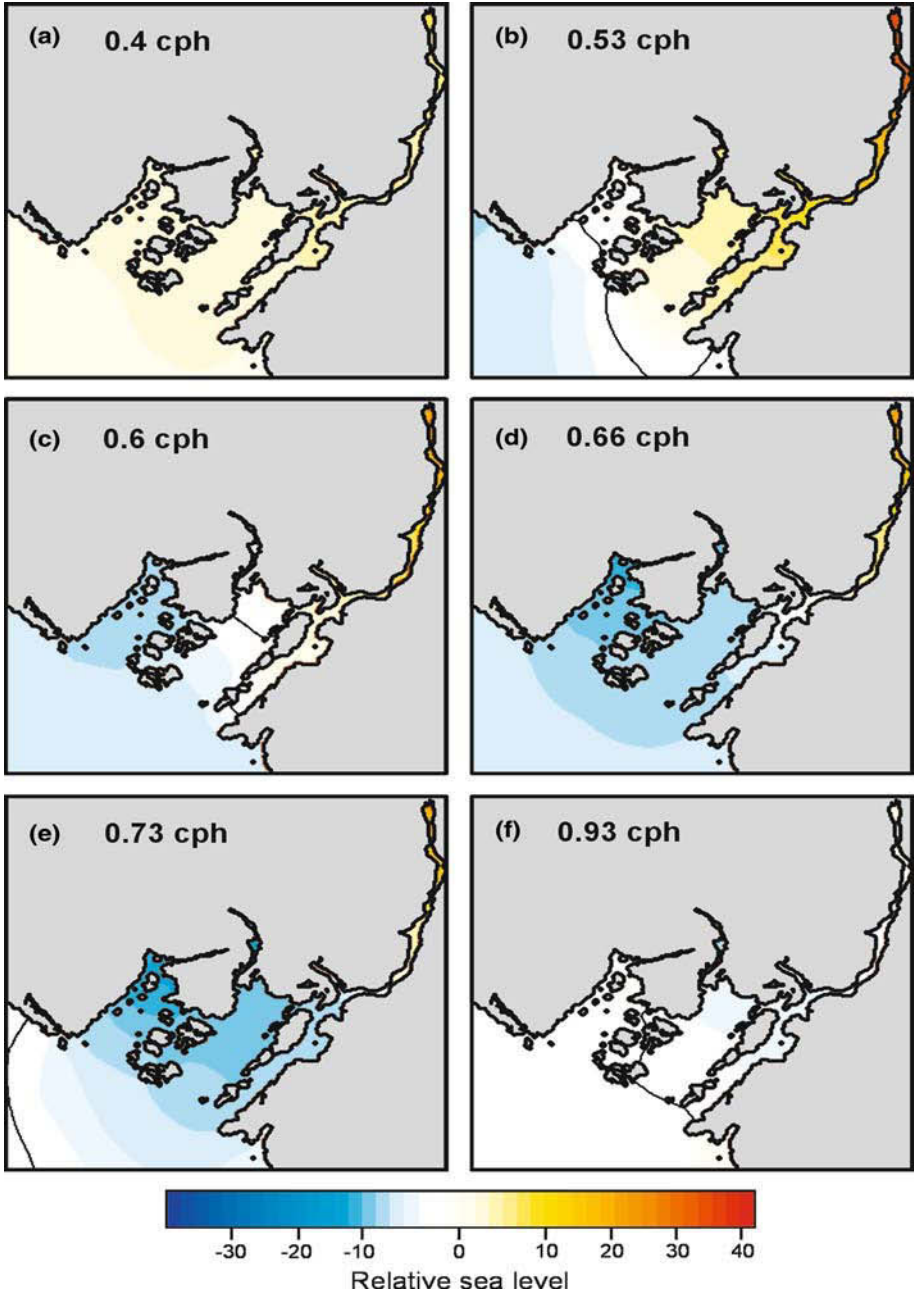 (a) 0.4 cph
(b) 0.53 cph
(c) 0.6 cph
(d) 0.66 cph
(e) 0.73 cph
(f) 0.93 cph
-30 -20 -10 0 10 20 30 40
Relative sea level